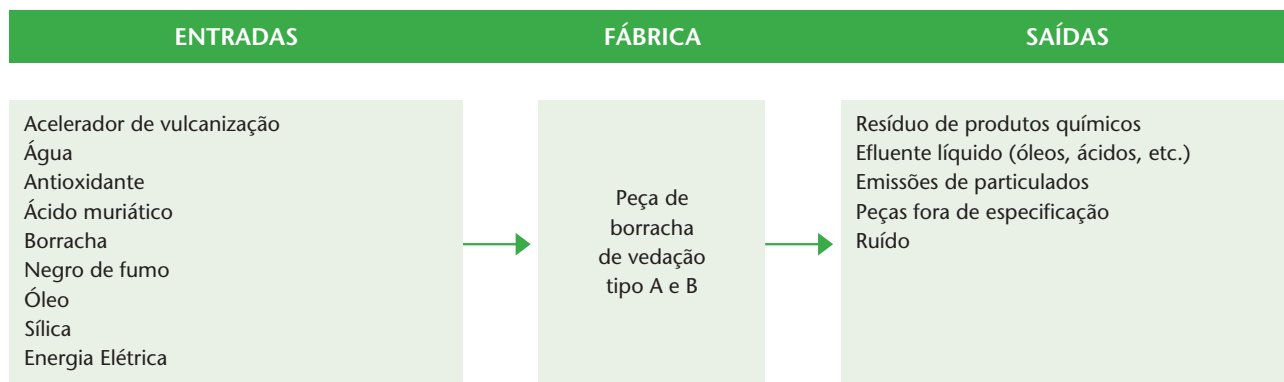 ENTRADAS
FÁBRICA
SAÍDAS
Acelerador de vulcanização
Água
Antioxidante
Ácido muriático
Borracha
Negro de fumo
Óleo
Sílica
Energia Elétrica
Peça de
borracha
de vedação
tipo A e B
Resíduo de produtos químicos
Efluente líquido (óleos, ácidos, etc.)
Emissões de particulados
Peças fora de especificação
Ruído